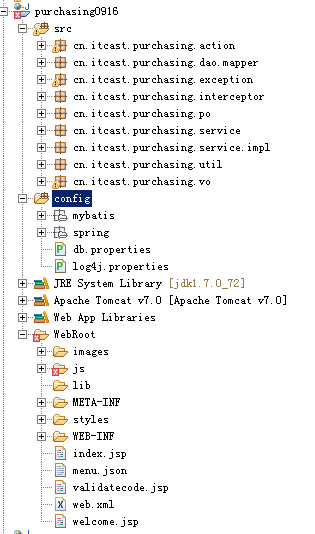 purchasing0916
src
cn.itcast.purchasing.action
cn.itcast.purchasing.dao.mapper
cn.itcast.purchasing.exception
cn.itcast.purchasing.interceptor
cn.itcast.purchasing.po
cn.itcast.purchasing.service
cn.itcast.purchasing.service.impl
cn.itcast.purchasing.util
cn.itcast.purchasing.vo
config
mybatis
spring
db.properties
log4j.properties
JRE System Library [jdk1.7.0_72]
Apache Tomcat v7.0 [Apache Tomcat v7.0]
Web App Libraries
WebRoot
images
js
lib
META-INF
styles
WEB-INF
index.jsp
menu.json
validatecode.jsp
web.xml
welcome.jsp